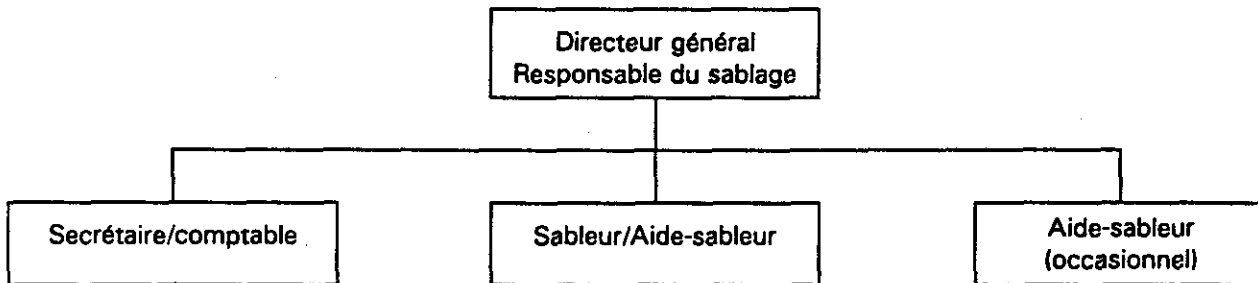 Directeur général
Responsable du sablage
Secrétaire/comptable
Sableur/Aide-sableur
Aide-sableur
(occasionnel)